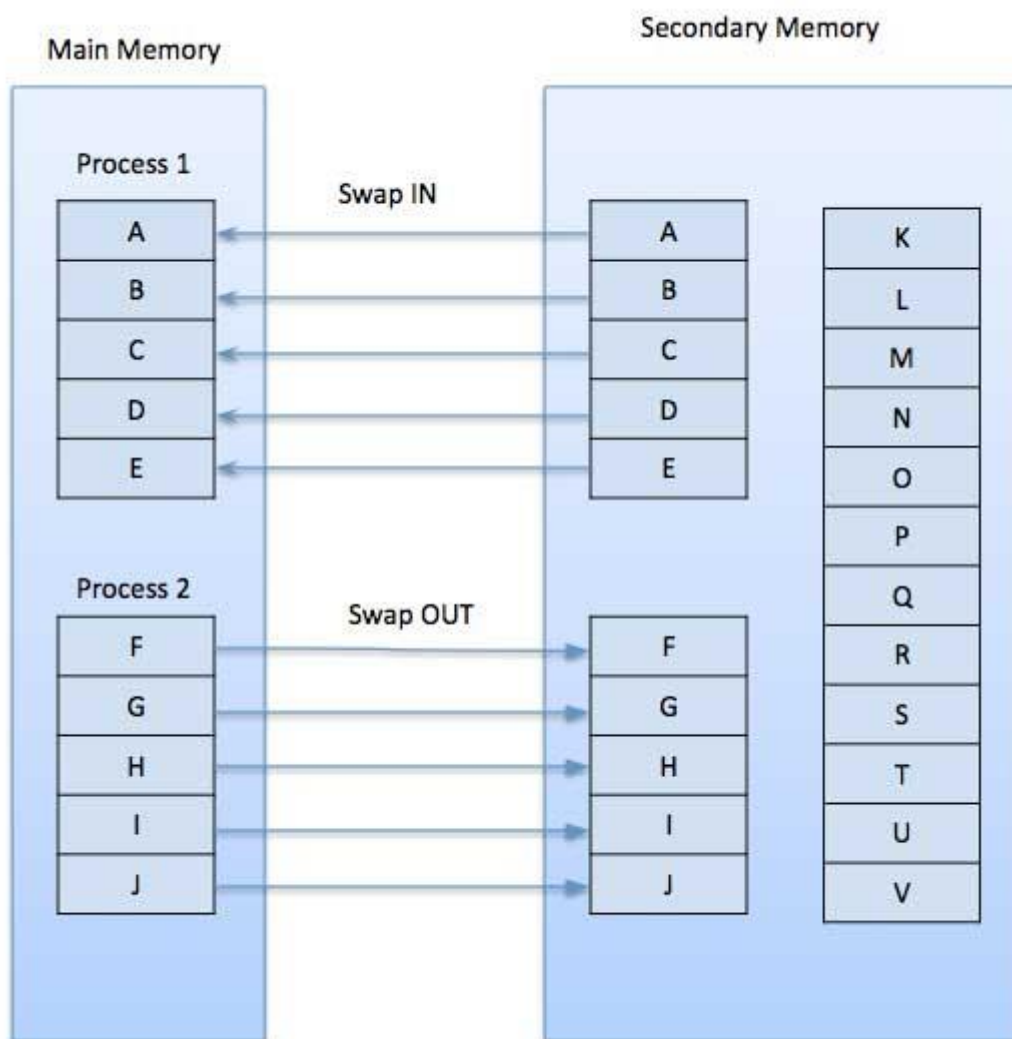 Main Memory
Secondary Memory
Process 1
A
B
C
D
E
Swap IN
A
B
C
D
E
K
L
M
N
O
P
Q
R
S
T
U
V
Process 2
F
G
H
I
J
Swap OUT
F
G
H
I
J